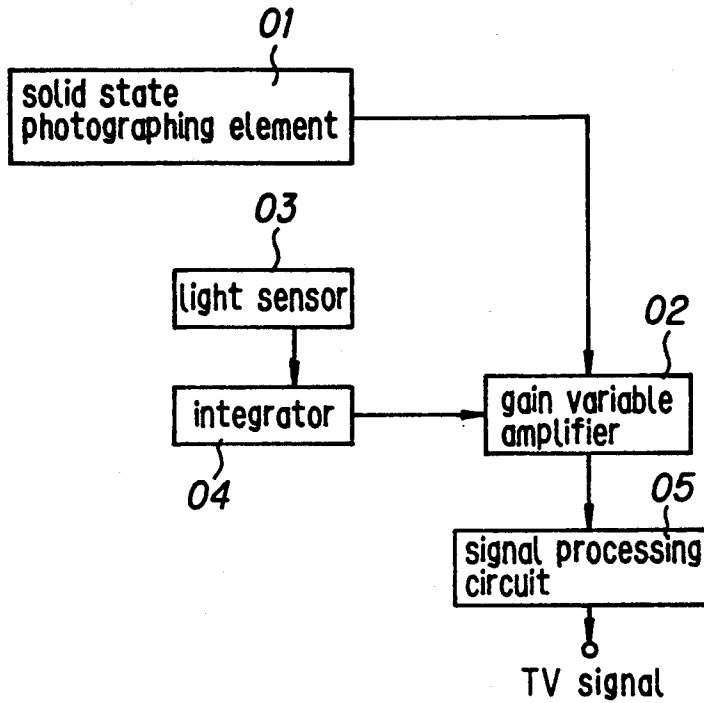 01
solid state
photographing element
03
light sensor
02
integrator
gain variable
amplifier
04
05
signal processing
circuit
TV signal